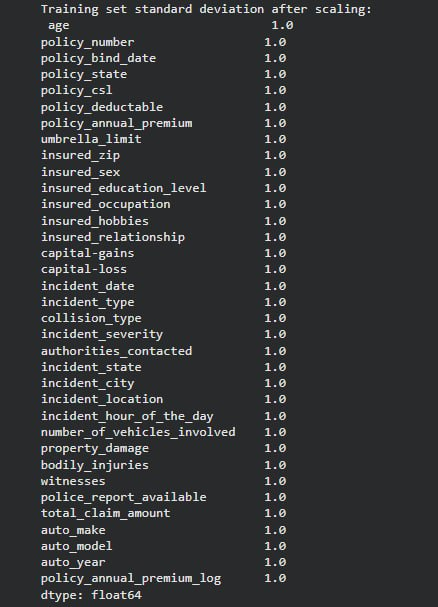 Training set standard deviation after scaling:
age 1.0
policy_number 1.0
policy_bind_date 1.0
policy_state 1.0
policy_csl 1.0
policy_deductable 1.0
policy_annual_premium 1.0
umbrella_limit 1.0
insured_zip 1.0
insured_sex 1.0
insured_education_level 1.0
insured_occupation 1.0
insured_hobbies 1.0
insured_relationship 1.0
capital-gains 1.0
capital-loss 1.0
incident_date 1.0
incident_type 1.0
collision_type 1.0
incident_severity 1.0
authorities_contacted 1.0
incident_state 1.0
incident_city 1.0
incident_location 1.0
incident_hour_of_the_day 1.0
number_of_vehicles_involved 1.0
property_damage 1.0
bodily_injuries 1.0
witnesses 1.0
police_report_available 1.0
total_claim_amount 1.0
auto_make 1.0
auto_model 1.0
auto_year 1.0
policy_annual_premium_log 1.0
dtype: float64